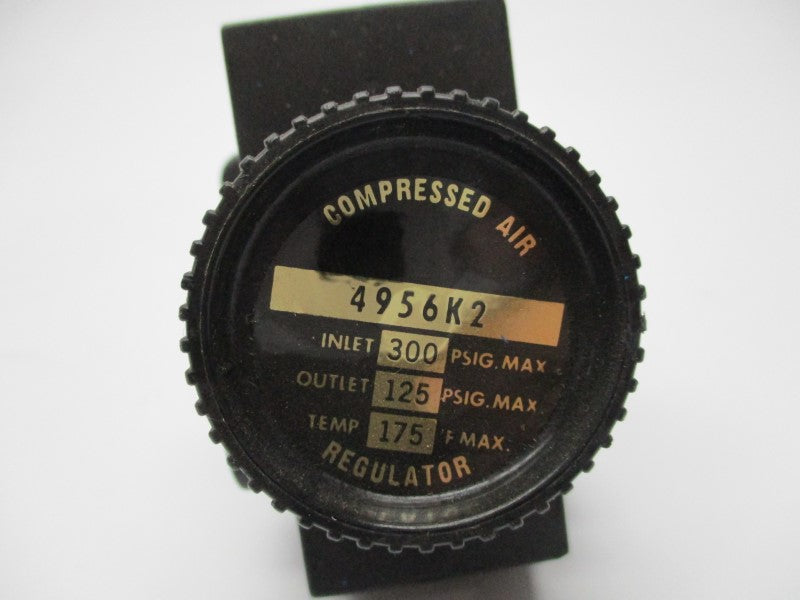 COMPRESSED AIR
4956K2
INLET 300 PSIG. MAX.
OUTLET 125 PSIG. MAX.
TEMP 175 °F MAX.
REGULATOR